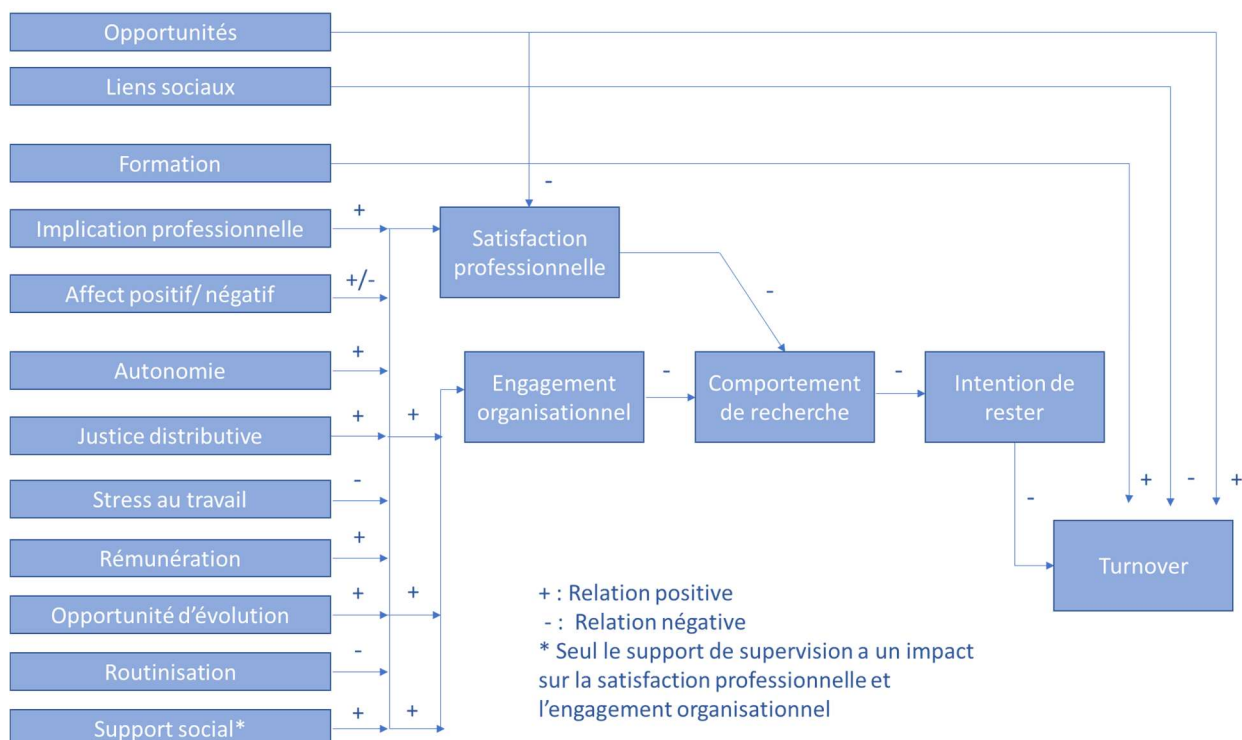 Opportunités
Liens sociaux
Formation
-
Implication professionnelle
+
Satisfaction
professionnelle
Affect positif/ négatif
+/-
-
Autonomie
+
Engagement
organisationnel
-
Comportement
de recherche
-
Intention de
rester
Justice distributive
+
+
Stress au travail
-
-
+
-
+
Rémunération
+
Turnover
Opportunité d'évolution
+
+
Routinisation
-
Support social*
+
+
+ : Relation positive
- : Relation négative
* Seul le support de supervision a un impact
sur la satisfaction professionnelle et
l'engagement organisationnel